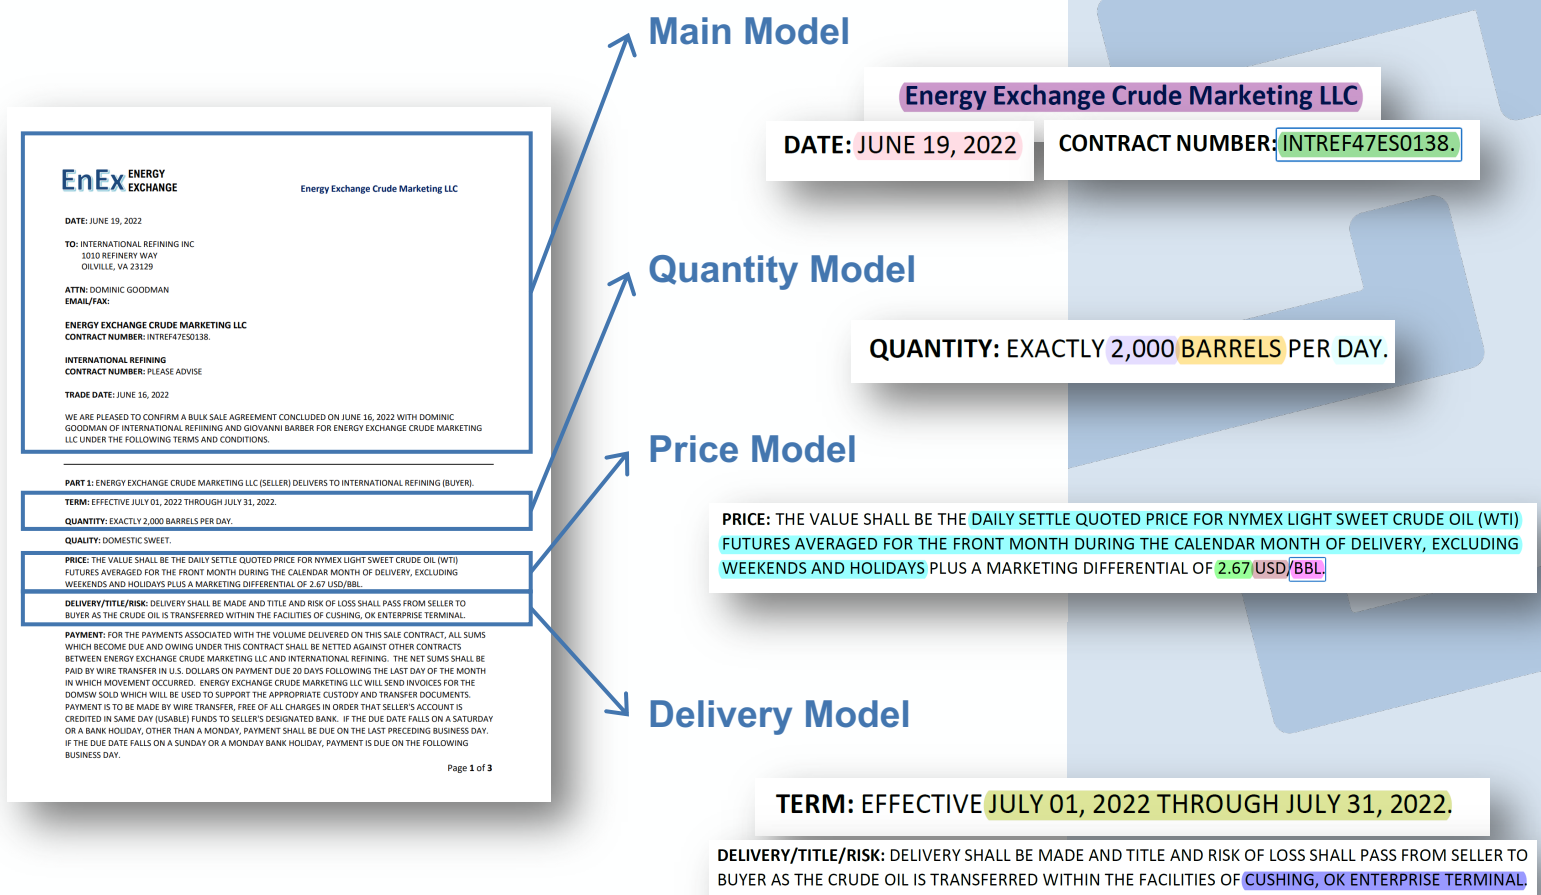 Main Model
Energy Exchange Crude Marketing LLC
DATE: JUNE 19, 2022
CONTRACT NUMBER: INTREF47ES0138.
Quantity Model
QUANTITY: EXACTLY 2,000 BARRELS PER DAY.
Price Model
PRICE: THE VALUE SHALL BE THE DAILY SETTLE QUOTED PRICE FOR NYMEX LIGHT SWEET CRUDE OIL (WTI)
FUTURES AVERAGED FOR THE FRONT MONTH DURING THE CALENDAR MONTH OF DELIVERY, EXCLUDING
WEEKENDS AND HOLIDAYS PLUS A MARKETING DIFFERENTIAL OF 2.67 USD/BBL.
Delivery Model
TERM: EFFECTIVE JULY 01, 2022 THROUGH JULY 31, 2022.
DELIVERY/TITLE/RISK: DELIVERY SHALL BE MADE AND TITLE AND RISK OF LOSS SHALL PASS FROM SELLER TO
BUYER AS THE CRUDE OIL IS TRANSFERRED WITHIN THE FACILITIES OF CUSHING, OK ENTERPRISE TERMINAL.
EnEx ENERGY
EXCHANGE
Energy Exchange Crude Marketing LLC
DATE: JUNE 19, 2022
TO: INTERNATIONAL REFINING INC
1010 REFINERY WAY
OILVILLE, VA 23129
ATTN: DOMINIC GOODMAN
EMAIL/FAX:
ENERGY EXCHANGE CRUDE MARKETING LLC
CONTRACT NUMBER: INTREF47ES0138.
INTERNATIONAL REFINING
CONTRACT NUMBER: PLEASE ADVISE
TRADE DATE: JUNE 16, 2022
WE ARE PLEASED TO CONFIRM A BULK SALE AGREEMENT CONCLUDED ON JUNE 16, 2022 WITH DOMINIC
GOODMAN OF INTERNATIONAL REFIINING AND GIOVANNI BARBER FOR ENERGY EXCHANGE CRUDE MARKETING
LLC UNDER THE FOLLOWING TERMS AND CONDITIONS.
PART 1: ENERGY EXCHANGE CRUDE MARKETING LLC (SELLER) DELIVERS TO INTERNATIONAL REFINING (BUYER).
TERM: EFFECTIVE JULY 01, 2022 THROUGH JULY 31, 2022.
QUANTITY: EXACTLY 2,000 BARRELS PER DAY.
QUALITY: DOMESTIC SWEET.
PRICE: THE VALUE SHALL BE THE DAILY SETTLE QUOTED PRICE FOR NYMEX LIGHT SWEET CRUDE OIL (WTI)
FUTURES AVERAGED FOR THE FRONT MONTH DURING THE CALENDAR MONTH OF DELIVERY, EXCLUDING
WEEKENDS AND HOLIDAYS PLUS A MARKETING DIFFERENTIAL OF 2.67 USD/BBL.
DELIVERY/TITLE/RISK: DELIVERY SHALL BE MADE AND TITLE AND RISK OF LOSS SHALL PASS FROM SELLER TO
BUYER AS THE CRUDE OIL IS TRANSFERRED WITHIN THE FACILITIES OF CUSHING, OK ENTERPRISE TERMINAL.
PAYMENT: FOR THE PAYMENTS ASSOCIATED WITH THE VOLUME DELIVERED ON THIS SALE CONTRACT, ALL SUMS
WHICH BECOME DUE AND OWING UNDER THIS CONTRACT SHALL BE NETTED AGAINST OTHER CONTRACTS
BETWEEN ENERGY EXCHANGE CRUDE MARKETING LLC AND INTERNATIONAL REFINING. THE NET SUMS SHALL BE
PAID BY WIRE TRANSFER IN U.S. DOLLARS ON PAYMENT DUE 20 DAYS FOLLOWING THE LAST DAY OF THE MONTH
IN WHICH MOVEMENT OCCURRED. ENERGY EXCHANGE CRUDE MARKETING LLC WILL SEND INVOICES FOR THE
DOMSW SOLD WHICH WILL BE USED TO SUPPORT THE APPROPRIATE CUSTODY AND TRANSFER DOCUMENTS.
PAYMENT IS TO BE MADE BY WIRE TRANSFER, FREE OF ALL CHARGES IN ORDER THAT SELLER'S ACCOUNT IS
CREDITED IN SAME DAY (USABLE) FUNDS TO SELLER'S DESIGNATED BANK. IF THE DUE DATE FALLS ON A SATURDAY
OR A BANK HOLIDAY, OTHER THAN A MONDAY, PAYMENT SHALL BE DUE ON THE LAST PRECEDING BUSINESS DAY.
IF THE DUE DATE FALLS ON A SUNDAY OR A MONDAY BANK HOLIDAY, PAYMENT IS DUE ON THE FOLLOWING
BUSINESS DAY.
Page 1 of 3